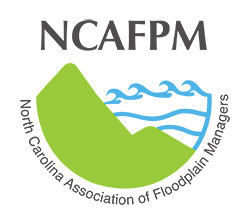 NCAFPM
North Carolina Association of Floodplain Managers